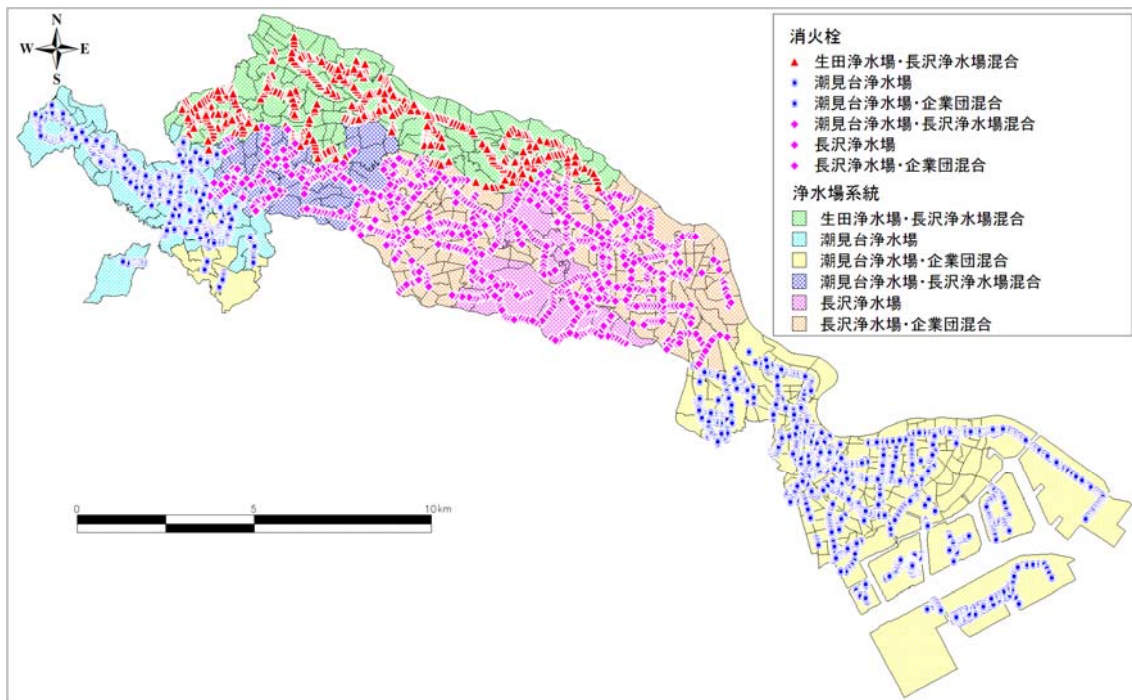 N
W E
S
消火栓
生田浄水場・長沢浄水場混合
潮見台浄水場
潮見台浄水場・企業団混合
潮見台浄水場・長沢浄水場混合
長沢浄水場
長沢浄水場・企業団混合
浄水場系統
生田浄水場・長沢浄水場混合
潮見台浄水場
潮見台浄水場・企業団混合
潮見台浄水場・長沢浄水場混合
長沢浄水場
長沢浄水場・企業団混合
0 5 10km